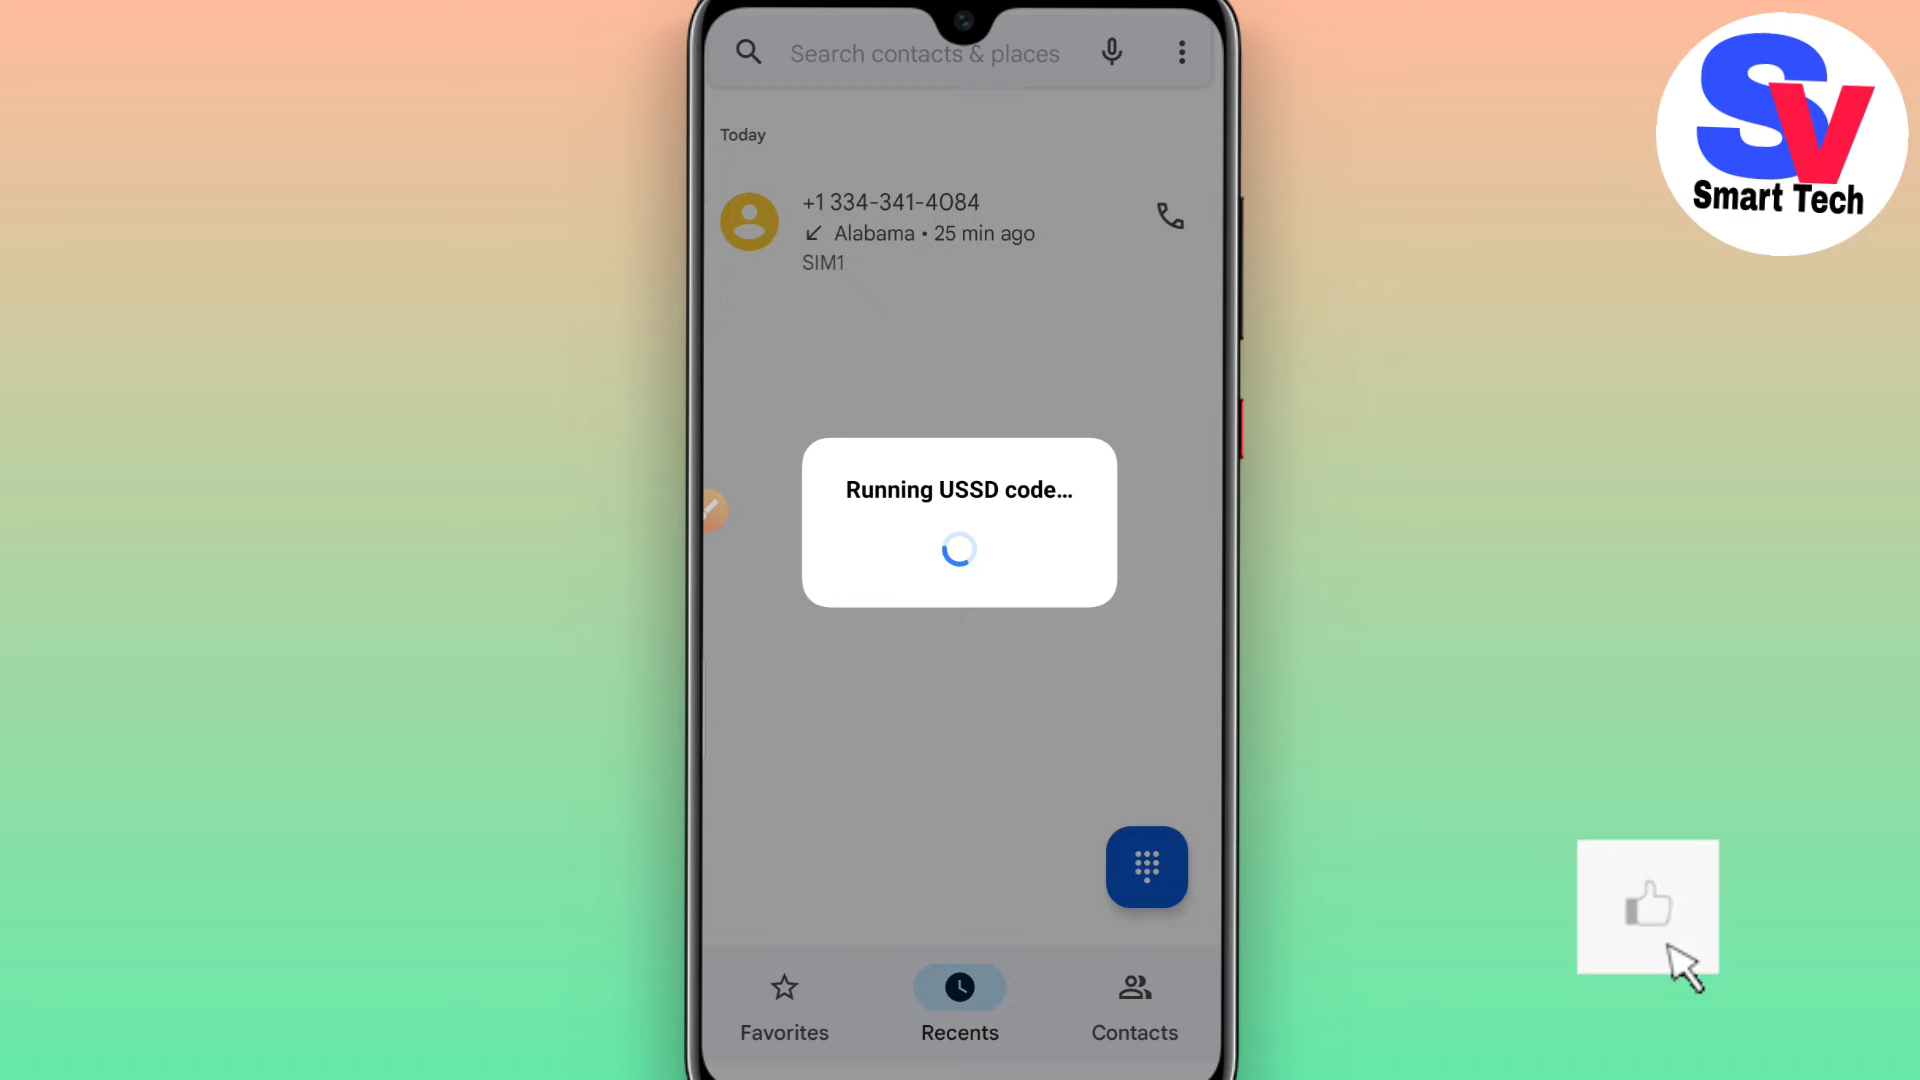 Search contacts & places
Today
+1 334-341-4084
Alabama • 25 min ago
SIM1
Running USSD code...
Favorites
Recents
Contacts
SV
Smart Tech